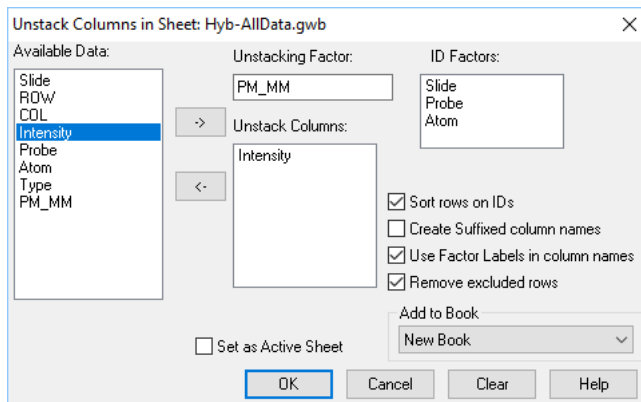 Unstack Columns in Sheet: Hyb-AllData.gwb
Available Data:
Slide
ROW
COL
Intensity
Probe
Atom
Type
PM_MM
->
<-
Unstacking Factor:
PM_MM
Unstack Columns:
Intensity
ID Factors:
Slide
Probe
Atom
Sort rows on IDs
Create Suffixed column names
Use Factor Labels in column names
Remove excluded rows
Add to Book
New Book
Set as Active Sheet
OK
Cancel
Clear
Help